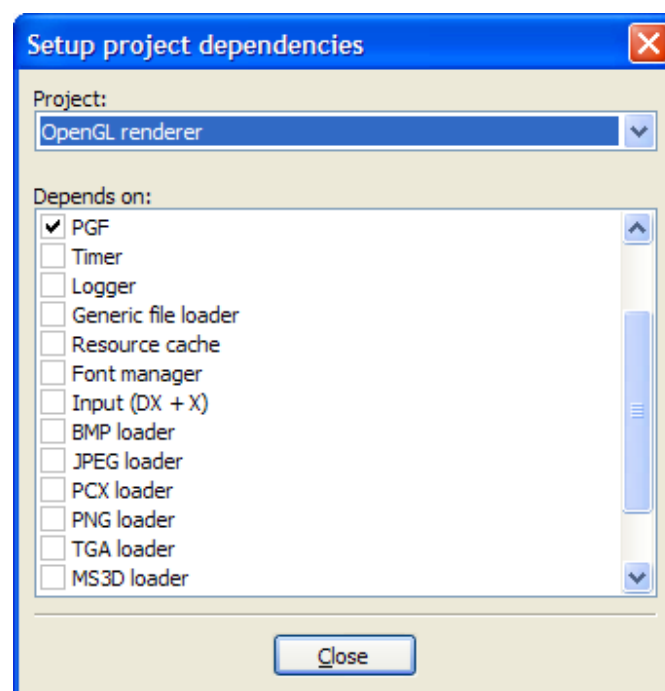 Setup project dependencies
Project:
OpenGL renderer
Depends on:
PGF
Timer
Logger
Generic file loader
Resource cache
Font manager
Input (DX + X)
BMP loader
JPEG loader
PCX loader
PNG loader
TGA loader
MS3D loader
Close